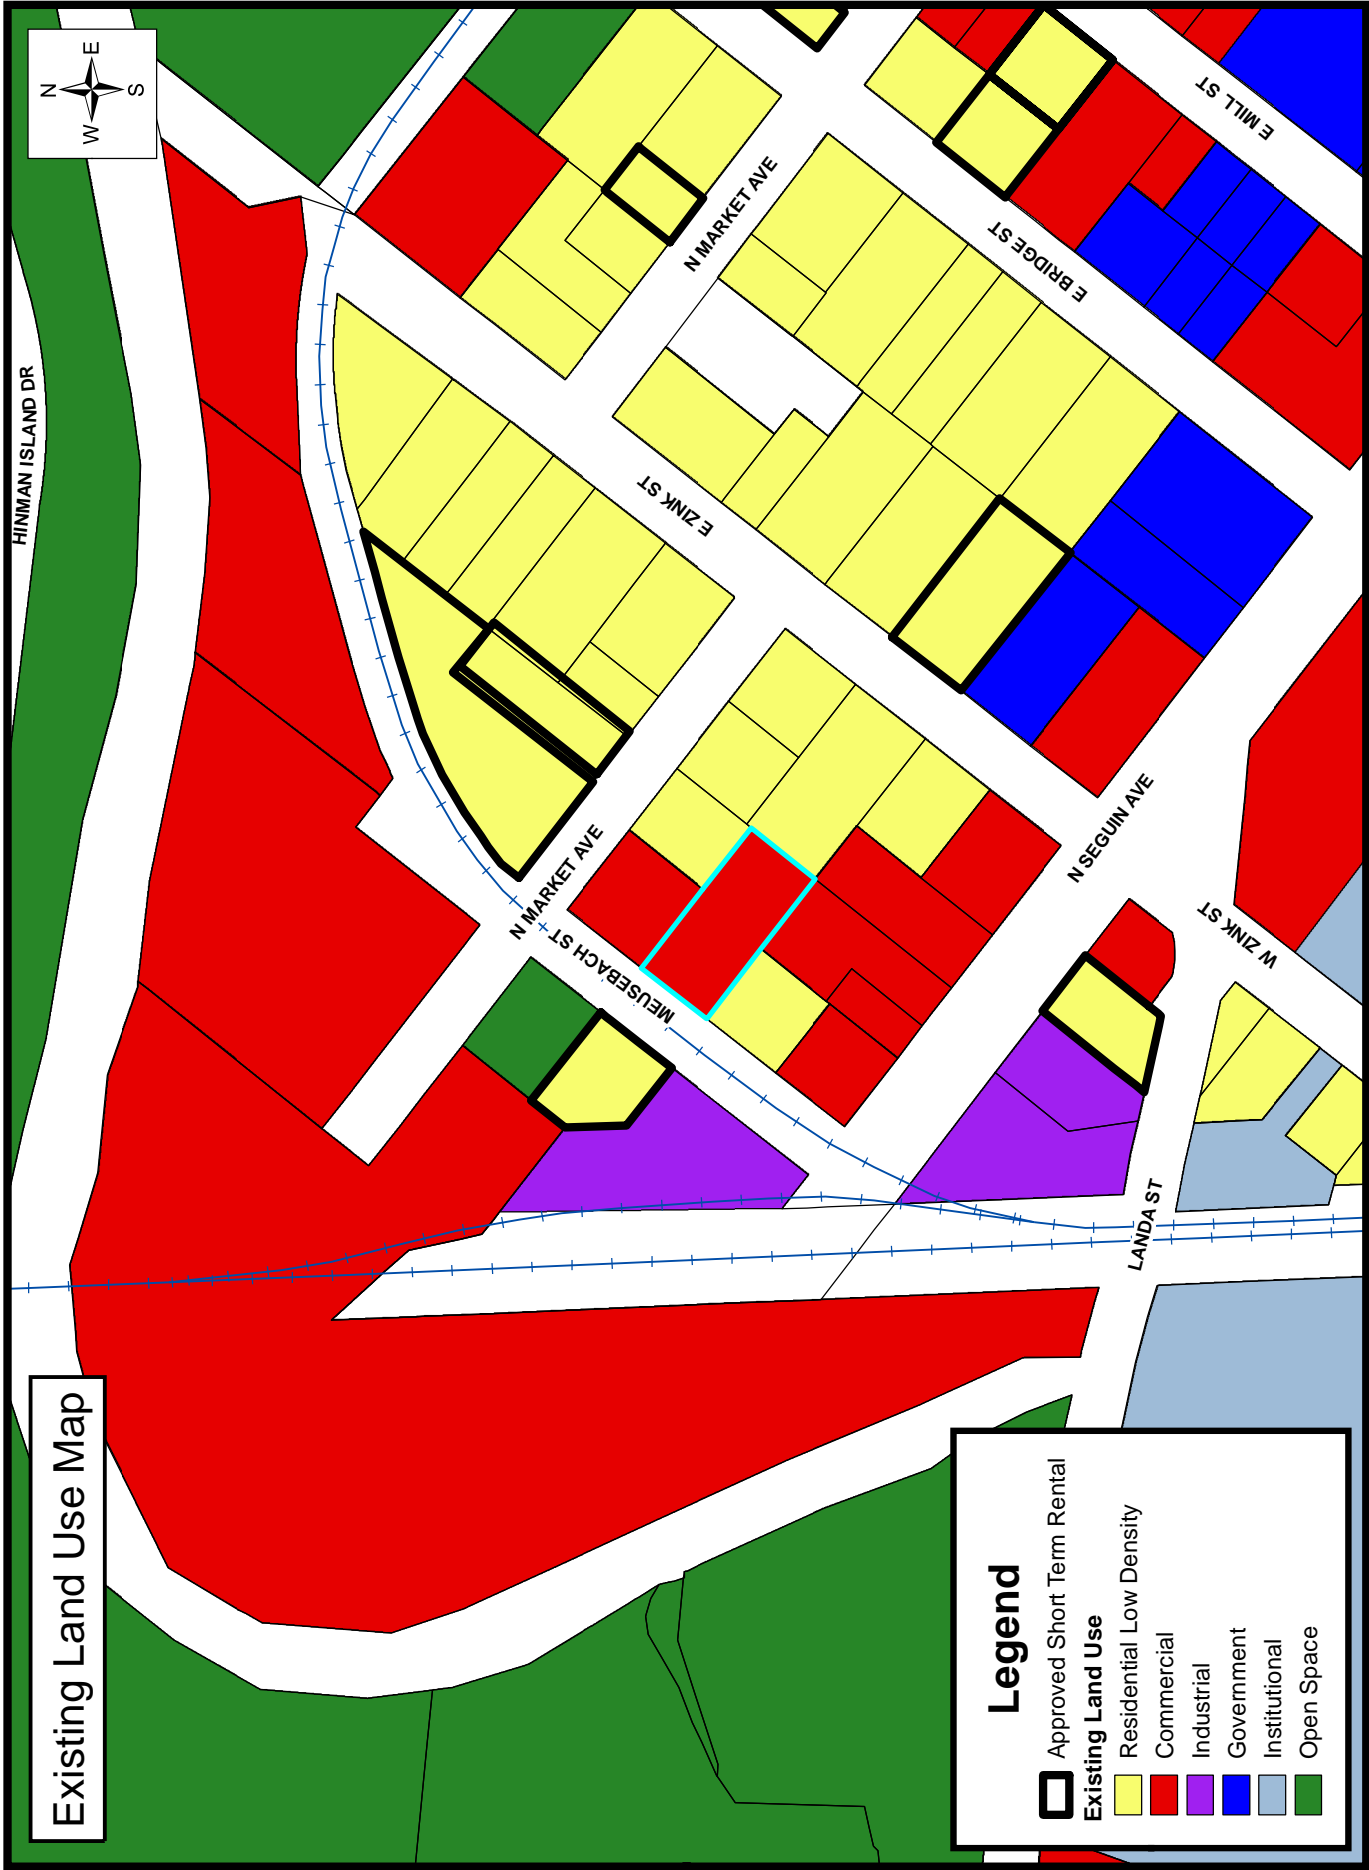 Existing Land Use Map
N
W E
S
HINMAN ISLAND DR
N MARKET AVE
E MILL ST
E BRIDGE ST
E ZINK ST
N MARKET AVE
MEUSEBACH ST
N SEGUIN AVE
W ZINK ST
LANDA ST
Legend
Approved Short Term Rental
Existing Land Use
Residential Low Density
Commercial
Industrial
Government
Institutional
Open Space